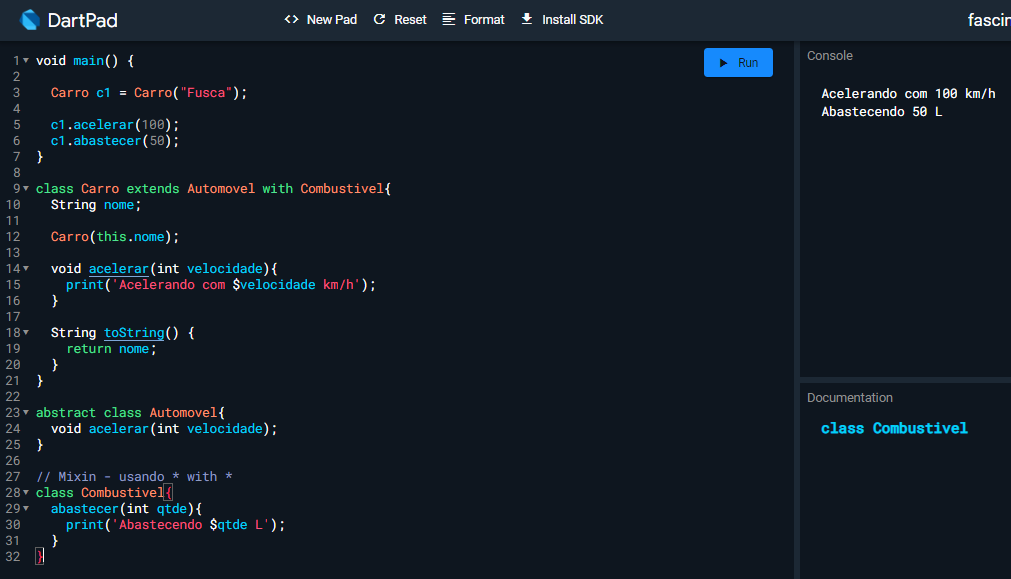 DartPad
<> New Pad Reset Format Install SDK
fascin
Run
1 void main() {
2
3   Carro c1 = Carro("Fusca");
4
5   c1.acelerar(100);
6   c1.abastecer(50);
7 }
8
9 class Carro extends Automovel with Combustivel{
10   String nome;
11
12   Carro(this.nome);
13
14   void acelerar(int velocidade){
15     print('Acelerando com $velocidade km/h');
16   }
17
18   String toString() {
19     return nome;
20   }
21 }
22
23 abstract class Automovel{
24   void acelerar(int velocidade);
25 }
26
27 // Mixin - usando * with *
28 class Combustivel{
29   abastecer(int qtde){
30     print('Abastecendo $qtde L');
31   }
32 }
Console
Acelerando com 100 km/h
Abastecendo 50 L
Documentation
class Combustivel